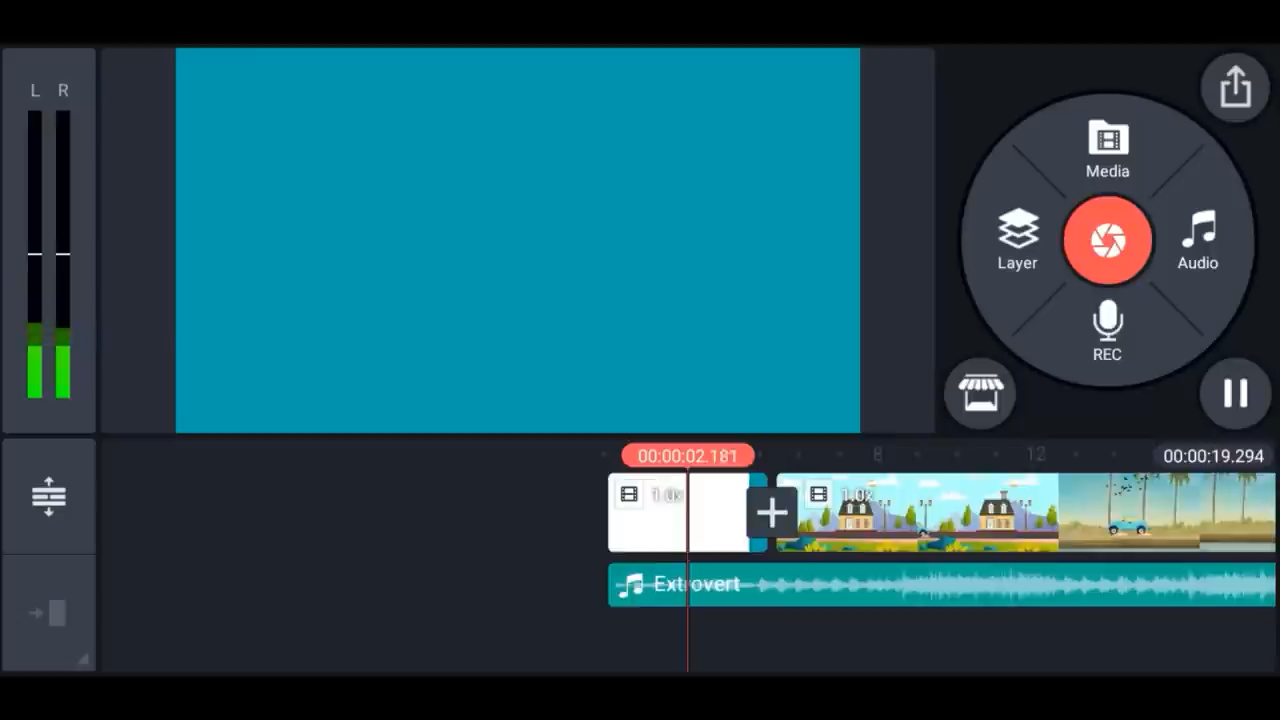 L R
Media
Layer
Audio
REC
00:00:02.181
8
12
00:00:19.294
1.0x
1.0x
Extrovert